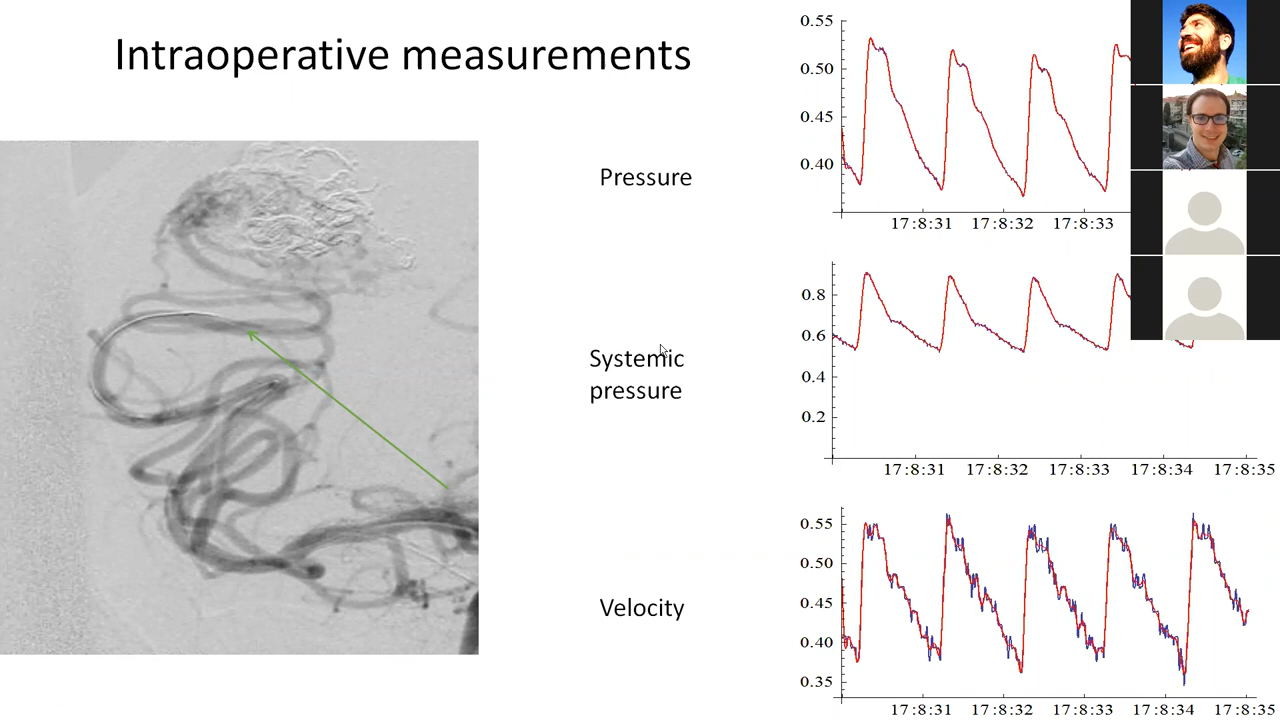 Intraoperative measurements
Pressure
0.55
0.50
0.45
0.40
17:8:31 17:8:32 17:8:33
Systemic
pressure
0.8
0.6
0.4
0.2
17:8:31 17:8:32 17:8:33 17:8:34 17:8:35
Velocity
0.55
0.50
0.45
0.40
0.35
17:8:31 17:8:32 17:8:33 17:8:34 17:8:35